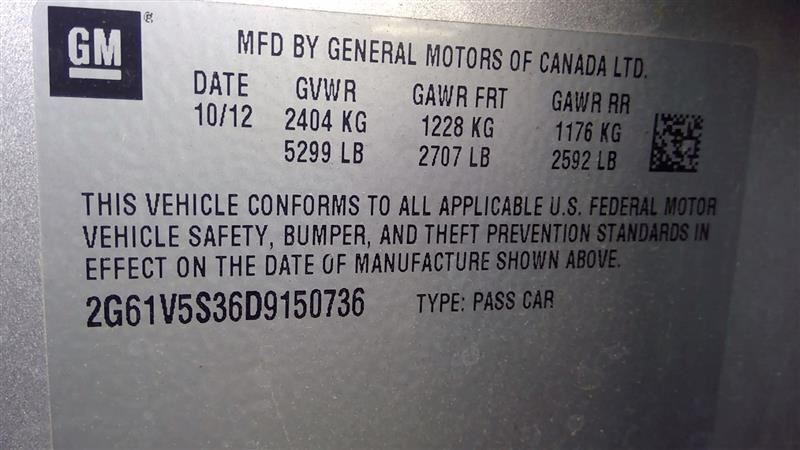 GM ®
MFD BY GENERAL MOTORS OF CANADA LTD.
DATE GVWR GAWR FRT GAWR RR
10/12 2404 KG 1228 KG 1176 KG
5299 LB 2707 LB 2592 LB
THIS VEHICLE CONFORMS TO ALL APPLICABLE U.S. FEDERAL MOTOR
VEHICLE SAFETY, BUMPER, AND THEFT PREVENTION STANDARDS IN
EFFECT ON THE DATE OF MANUFACTURE SHOWN ABOVE.
2G61V5S36D9150736 TYPE: PASS CAR